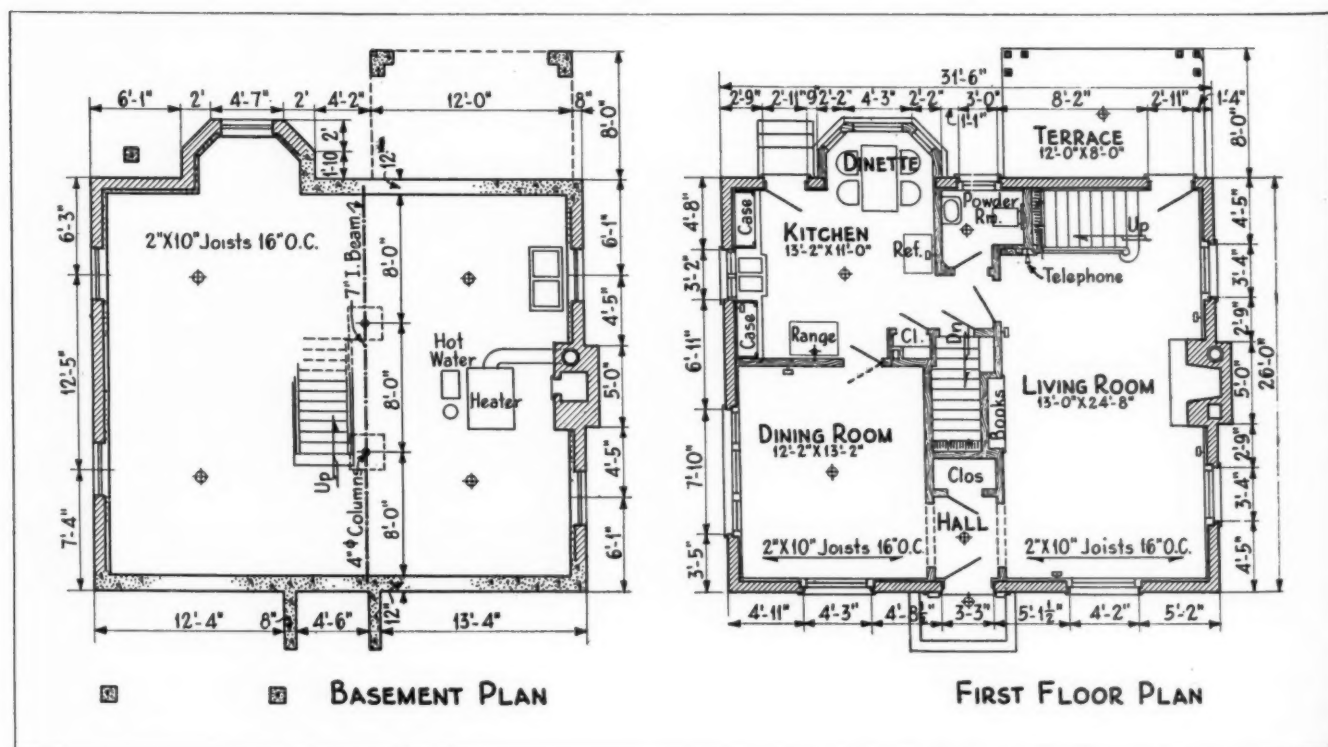 6'-1" 2' 4'-7" 2' 4'-2" 12'-0" 8"
8'-0"
2'
1'-10"
12"
6'-3"
12'-5"
7'-4"
2"X10" Joists 16"O.C.
7" I. Beam
8'-0"
8'-0"
8'-0"
Hot
Water
Heater
Up
4"ᶲ Columns
6'-1"
4'-5"
5'-0"
4'-5"
6'-1"
12"
12'-4" 8" 4'-6" 13'-4"
BASEMENT PLAN
31'-6"
2'-9" 2'-11" 9" 2'-2" 4'-3" 2'-2" 3'-0" 8'-2" 2'-11" 1'-4"
1'-1"
8'-0"
TERRACE
12'-0"X8'-0"
DINETTE
4'-8"
3'-2"
6'-11"
7'-10"
3'-5"
Case
KITCHEN
13'-2"X11'-0"
Powder
Rm.
Ref.
Up
Telephone
Case
Range
Cl.
Dn
LIVING ROOM
13'-0"X24'-8"
Books
DINING ROOM
12'-2"X13'-2"
Clos
HALL
2"X10" Joists 16"O.C.
2"X10" Joists 16"O.C.
4'-5"
3'-4"
2'-9"
5'-0"
2'-9"
3'-4"
4'-5"
26'-0"
4'-11" 4'-3" 4'-8½" 3'-3" 5'-1½" 4'-2" 5'-2"
FIRST FLOOR PLAN